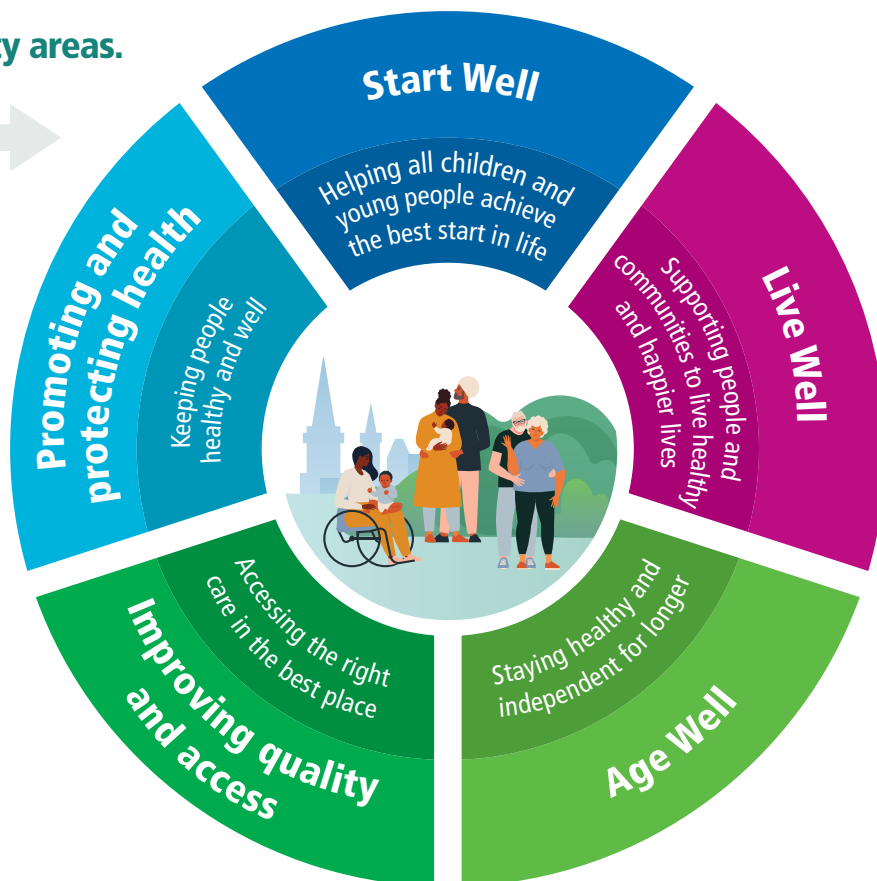 ty areas.
Start Well
Helping all children and
young people achieve
the best start in life
Live Well
Supporting people and
communities to live healthy
and happier lives
Age Well
Staying healthy and
independent for longer
Improving quality
and access
Accessing the right
care in the best place
Promoting and
protecting health
Keeping people
healthy and well